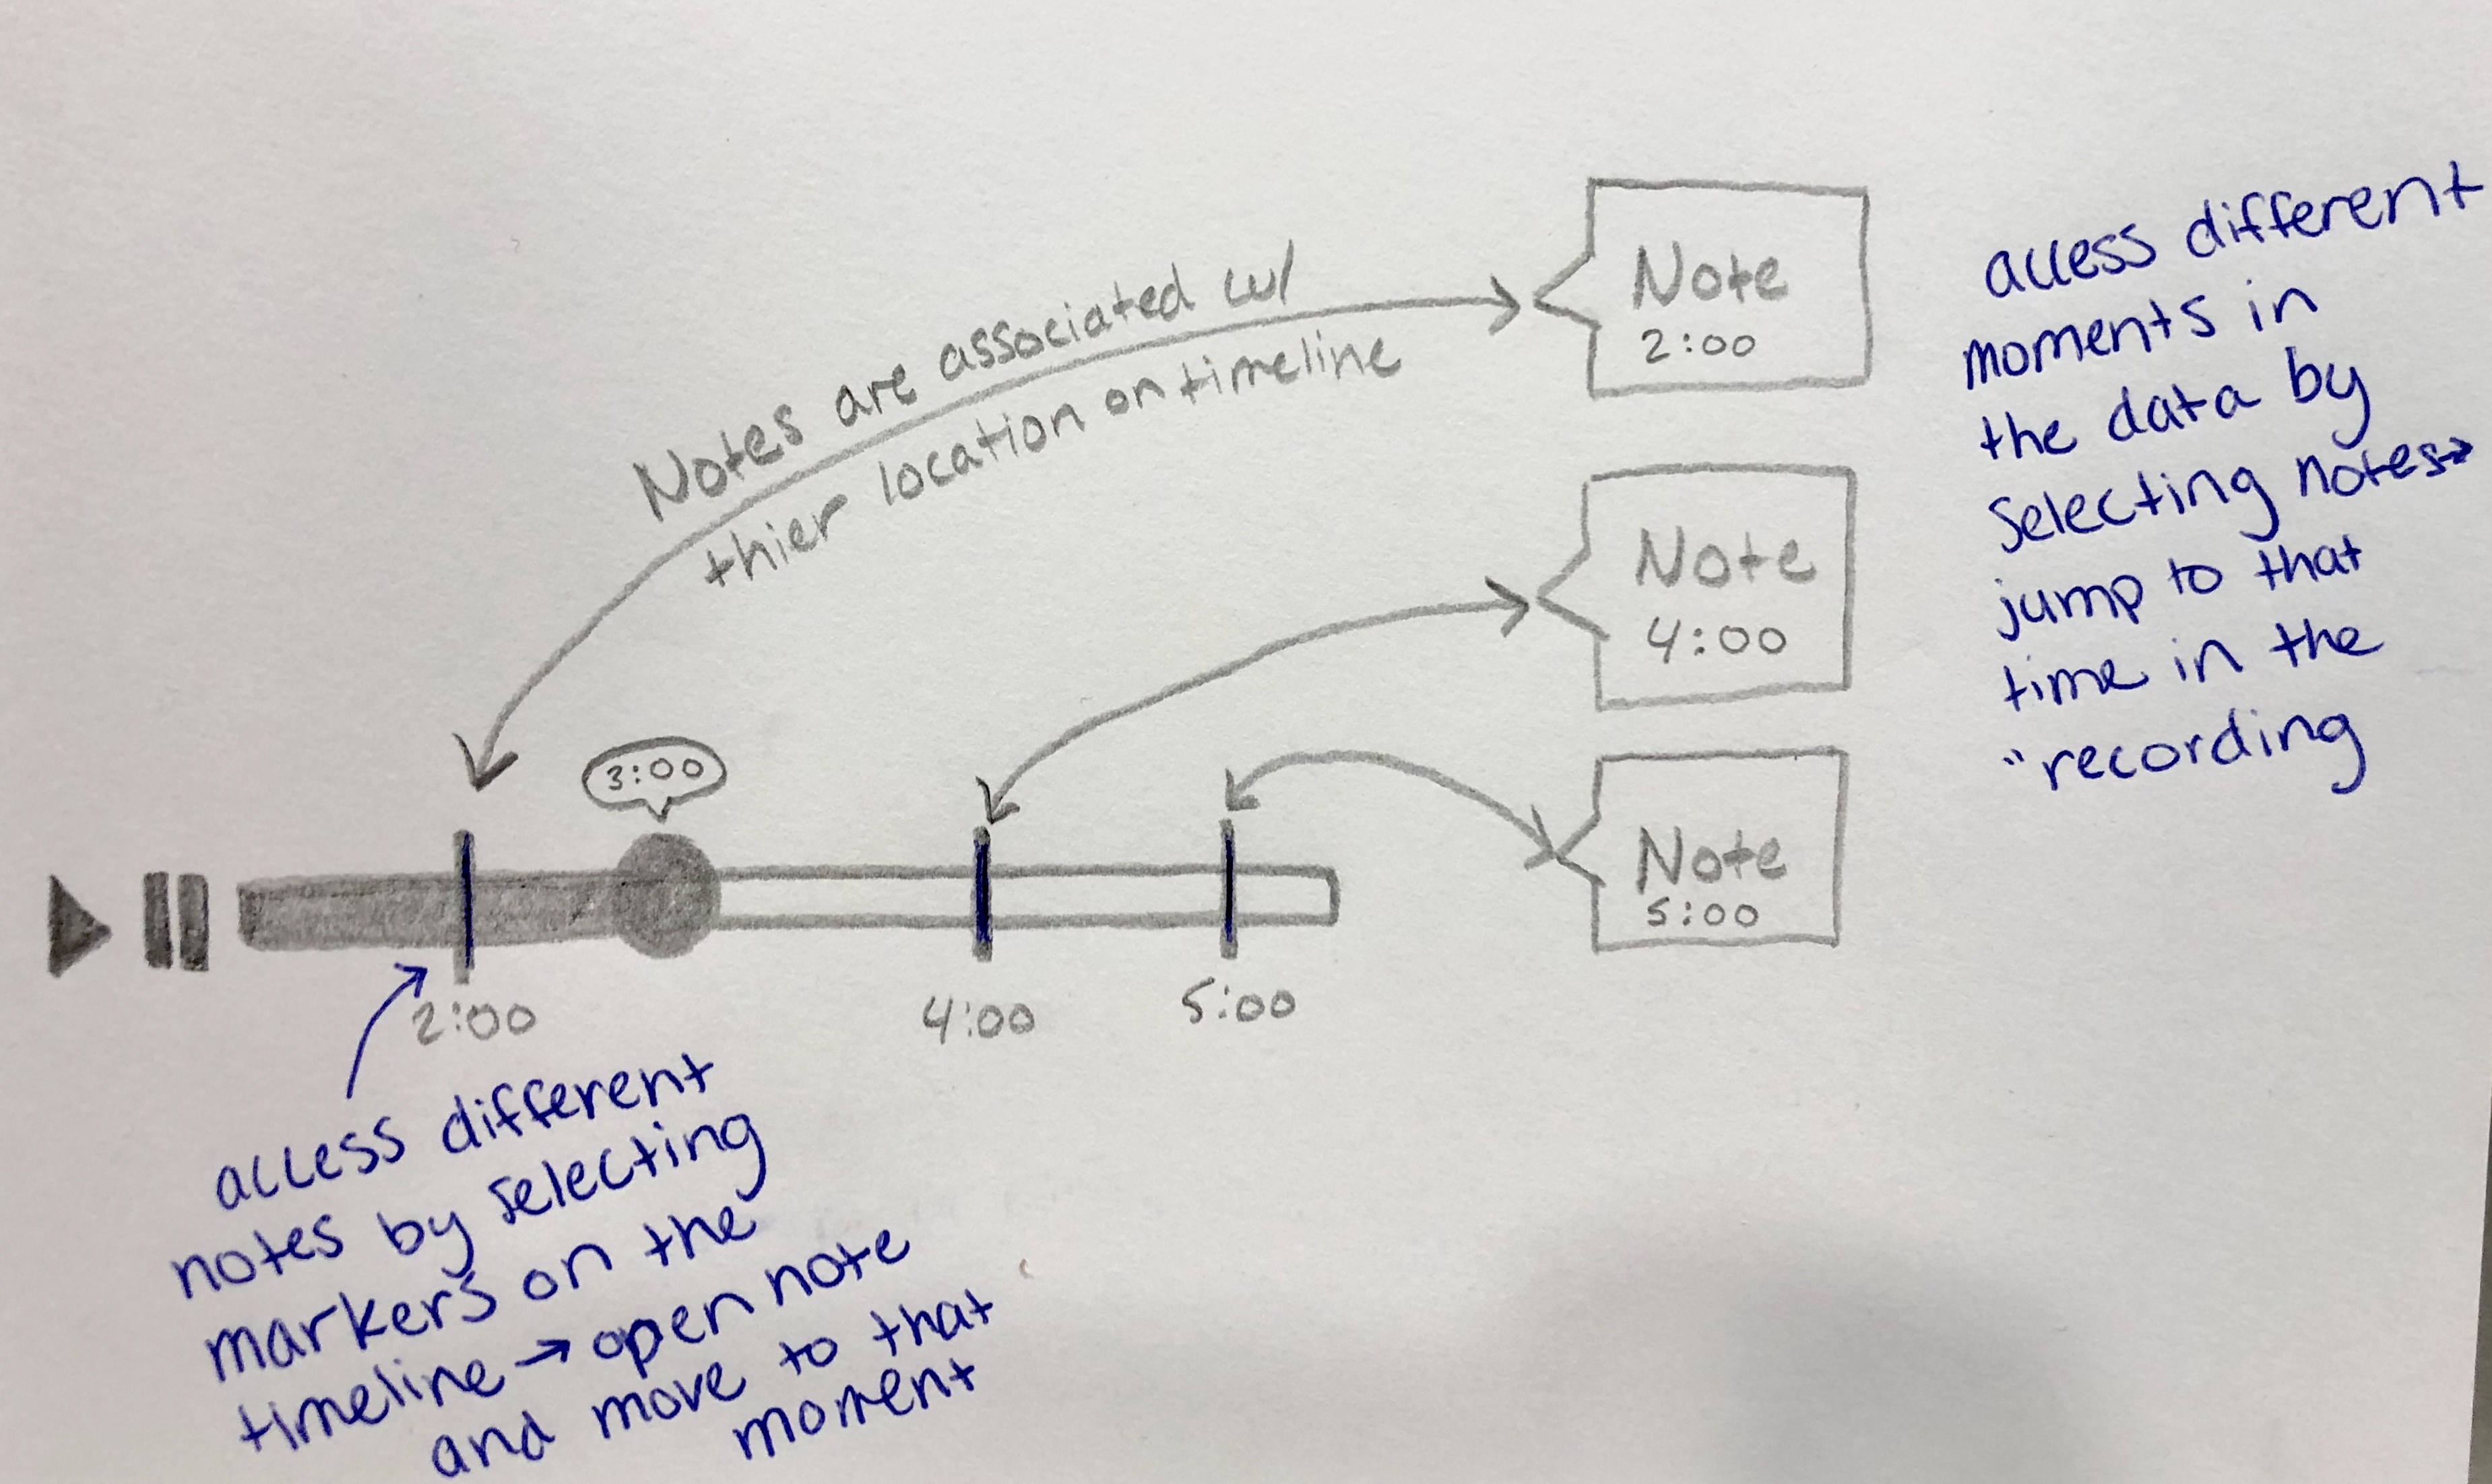 Notes are associated w/
thier location on timeline
Note
2:00
Note
4:00
Note
5:00
access different
moments in
the data by
selecting notes→
jump to that
time in the
"recording
3:00
2:00
4:00
5:00
access different
notes by selecting
markers on the
timeline → open note
and move to that
moment